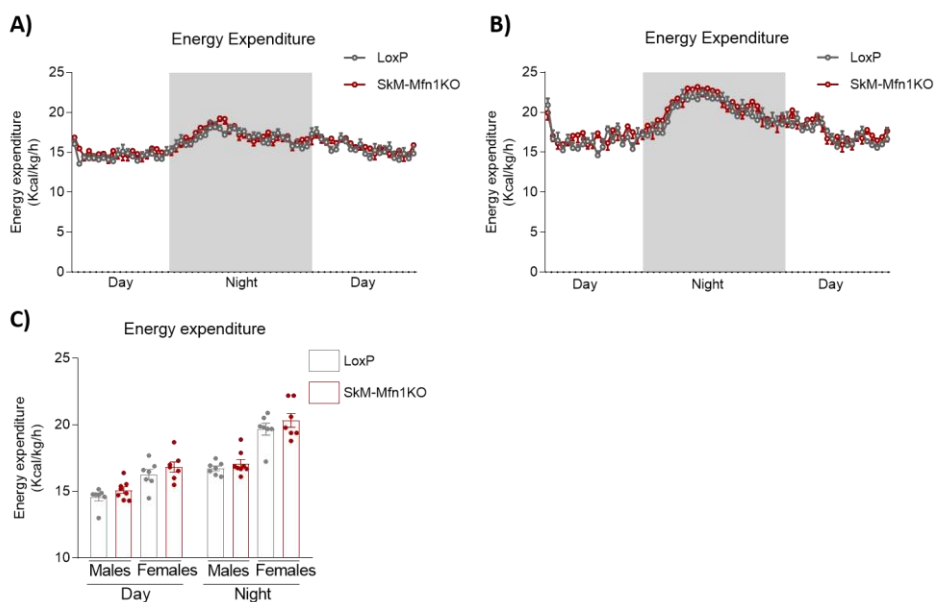 A)
Energy Expenditure
LoxP
SkM-Mfn1KO
Energy expenditure
(Kcal/kg/h)
25
20
15
10
5
0
Day Night Day
B)
Energy Expenditure
LoxP
SkM-Mfn1KO
Energy expenditure
(Kcal/kg/h)
25
20
15
10
5
0
Day Night Day
C)
Energy expenditure
LoxP
SkM-Mfn1KO
Energy expenditure
(Kcal/kg/h)
25
20
15
10
Males Females Males Females
Day Night